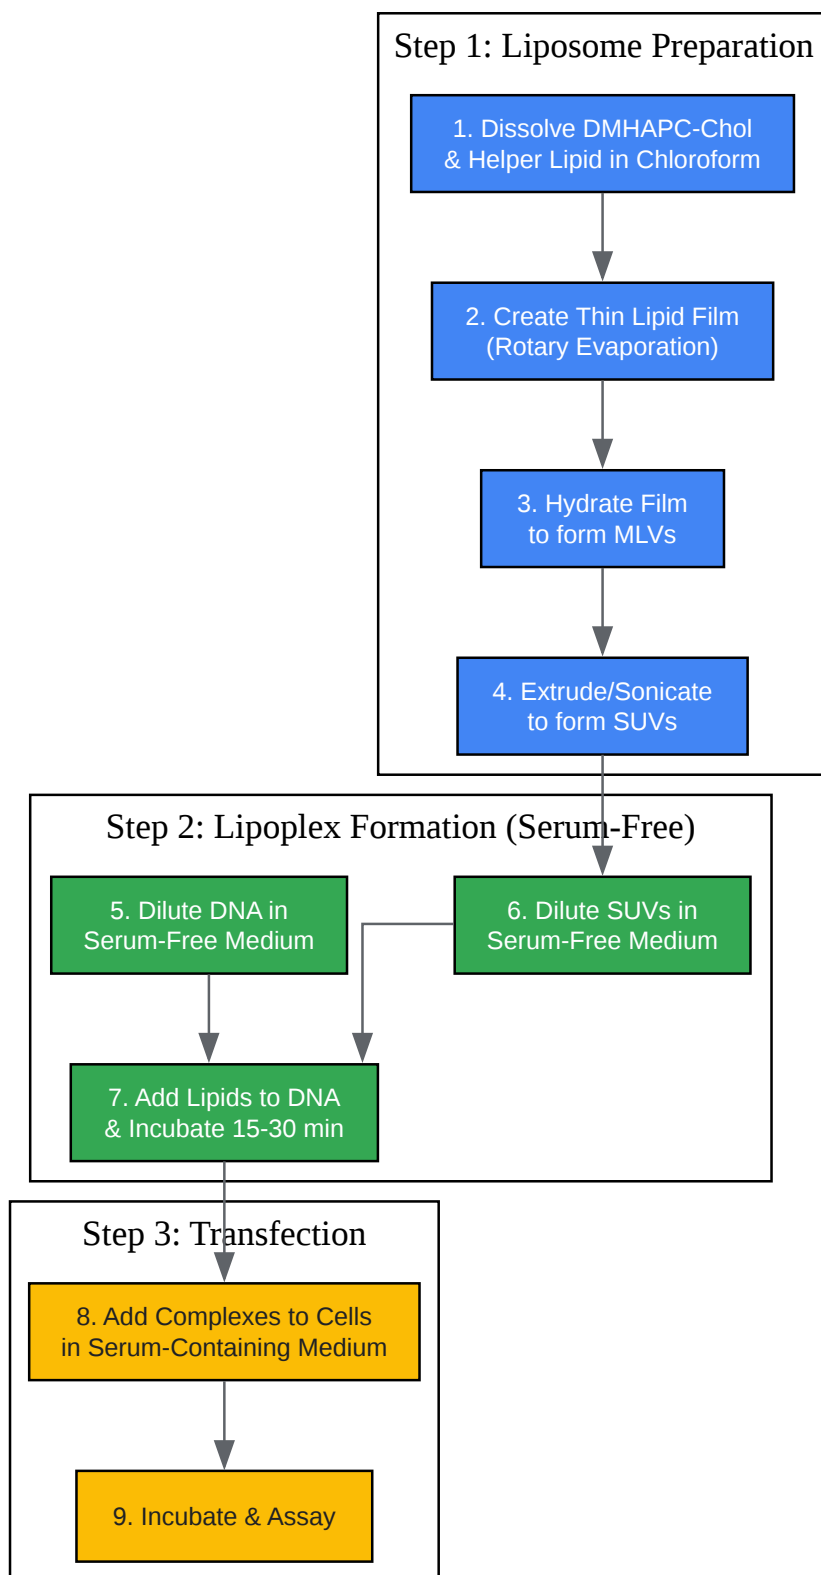 Step 1: Liposome Preparation
1. Dissolve DMHAPC-Chol
& Helper Lipid in Chloroform
2. Create Thin Lipid Film
(Rotary Evaporation)
3. Hydrate Film
to form MLVs
4. Extrude/Sonicate
to form SUVs
Step 2: Lipoplex Formation (Serum-Free)
5. Dilute DNA in
Serum-Free Medium
6. Dilute SUVs in
Serum-Free Medium
7. Add Lipids to DNA
& Incubate 15-30 min
Step 3: Transfection
8. Add Complexes to Cells
in Serum-Containing Medium
9. Incubate & Assay